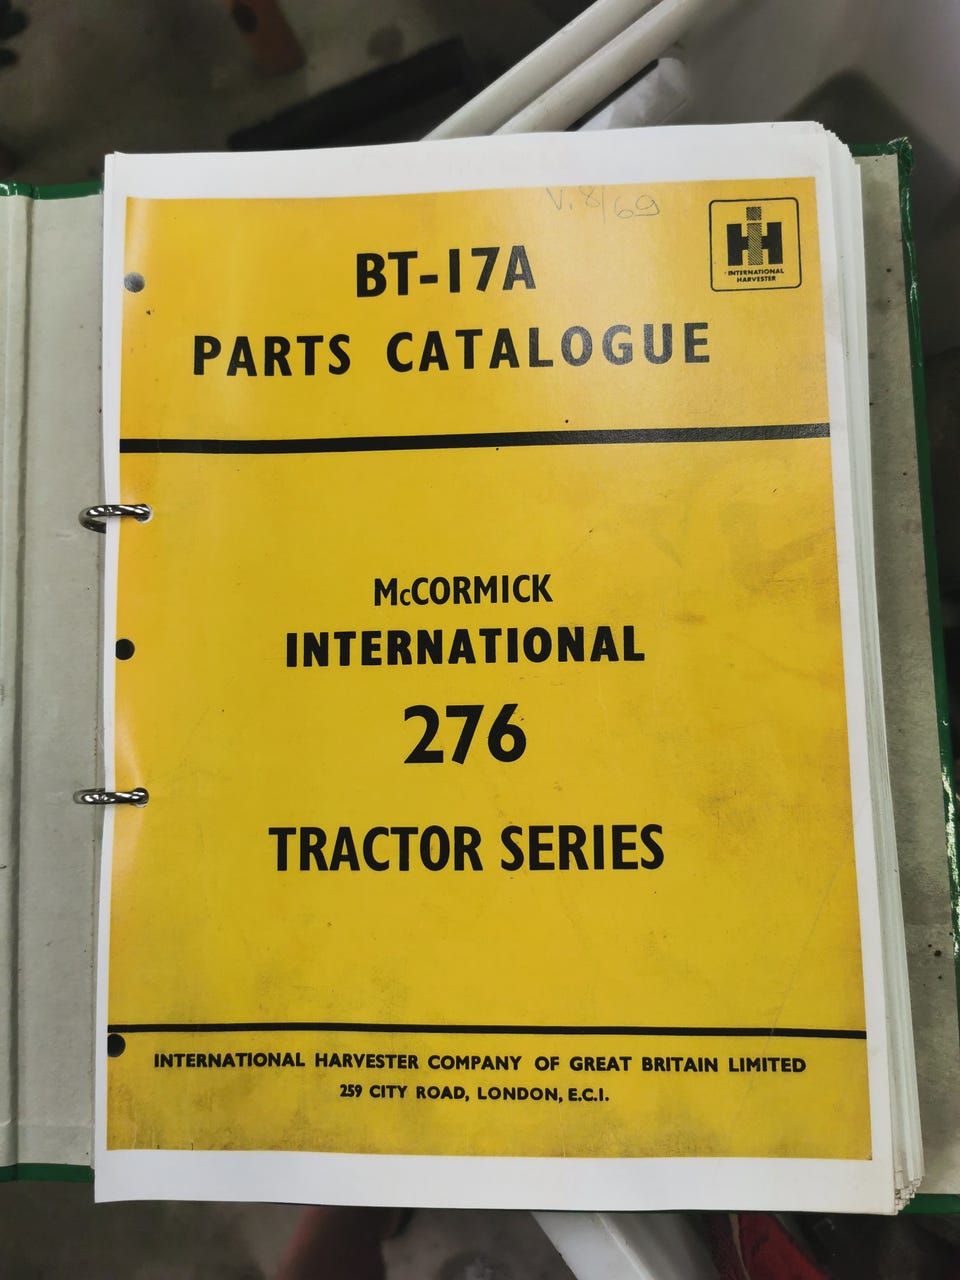 V. 8/69
BT-17A
IH
INTERNATIONAL
HARVESTER
PARTS CATALOGUE
McCORMICK
INTERNATIONAL
276
TRACTOR SERIES
INTERNATIONAL HARVESTER COMPANY OF GREAT BRITAIN LIMITED
259 CITY ROAD, LONDON, E.C.1.